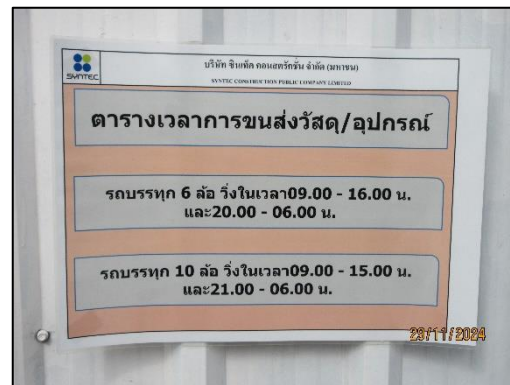 SYNTEC
บริษัท ซินเท็ค คอนสตรัคชั่น จำกัด (มหาชน)
SYNTEC CONSTRUCTION PUBLIC COMPANY LIMITED
ตารางเวลาการขนส่งวัสดุ/อุปกรณ์
รถบรรทุก 6 ล้อ วิ่งในเวลา09.00 - 16.00 น.
และ20.00 - 06.00 น.
รถบรรทุก 10 ล้อ วิ่งในเวลา09.00 - 15.00 น.
และ21.00 - 06.00 น.
23/11/2024